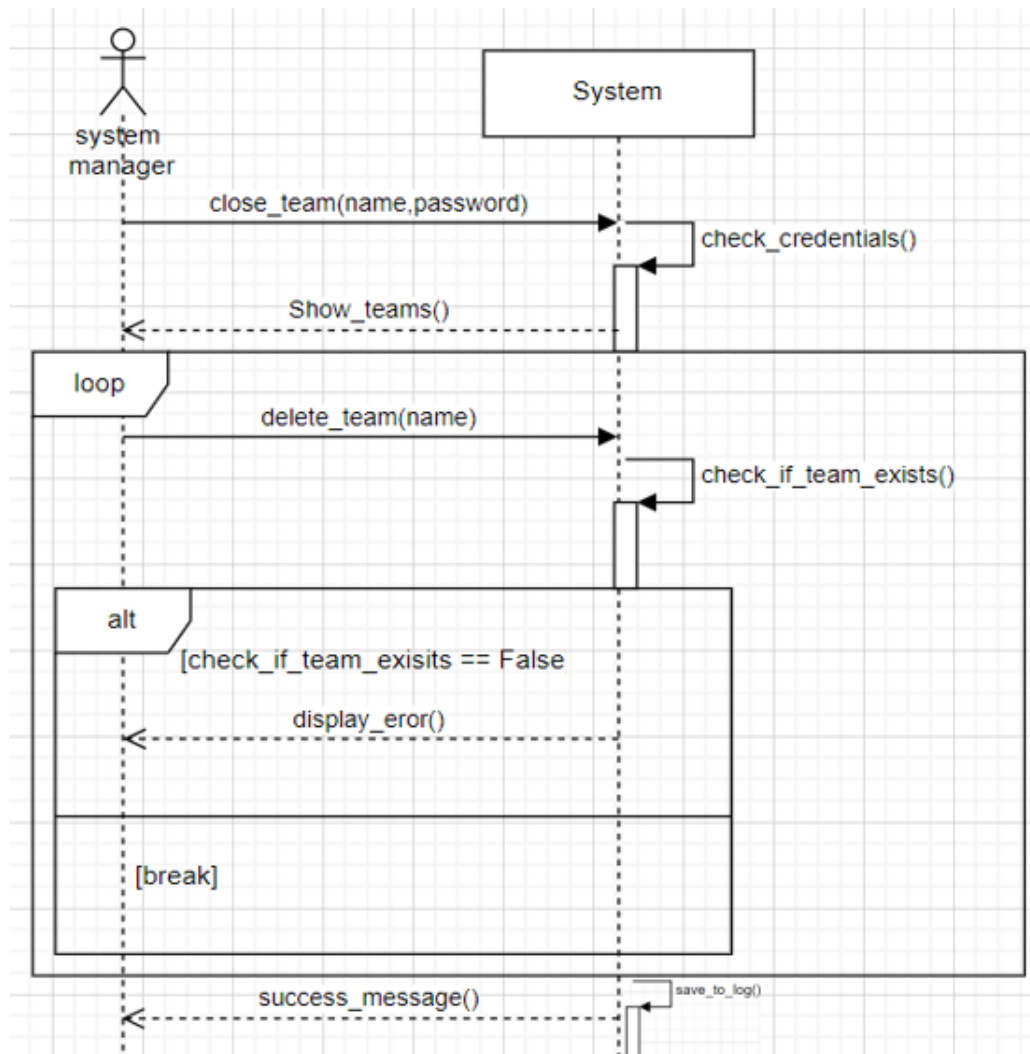 system
manager
System
close_team(name,password)
check_credentials()
Show_teams()
loop
delete_team(name)
check_if_team_exists()
alt
[check_if_team_exisits == False
display_eror()
[break]
save_to_log()
success_message()